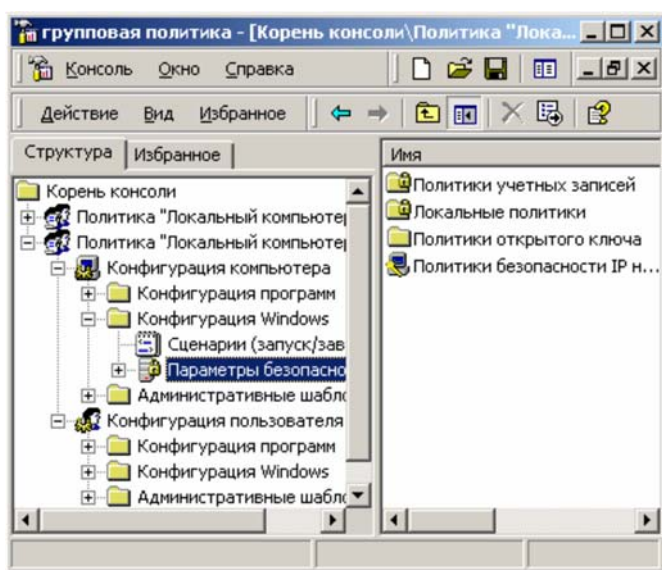 групповая политика - [Корень консоли\Политика "Лока...
Консоль Окно Справка
Действие Вид Избранное
Структура Избранное
Корень консоли
Политика "Локальный компьютер
Политика "Локальный компьютер
Конфигурация компьютера
Конфигурация программ
Конфигурация Windows
Сценарии (запуск/зав
Параметры безопасно
Административные шабло
Конфигурация пользователя
Конфигурация программ
Конфигурация Windows
Административные шабло
Имя
Политики учетных записей
Локальные политики
Политики открытого ключа
Политики безопасности IP н...